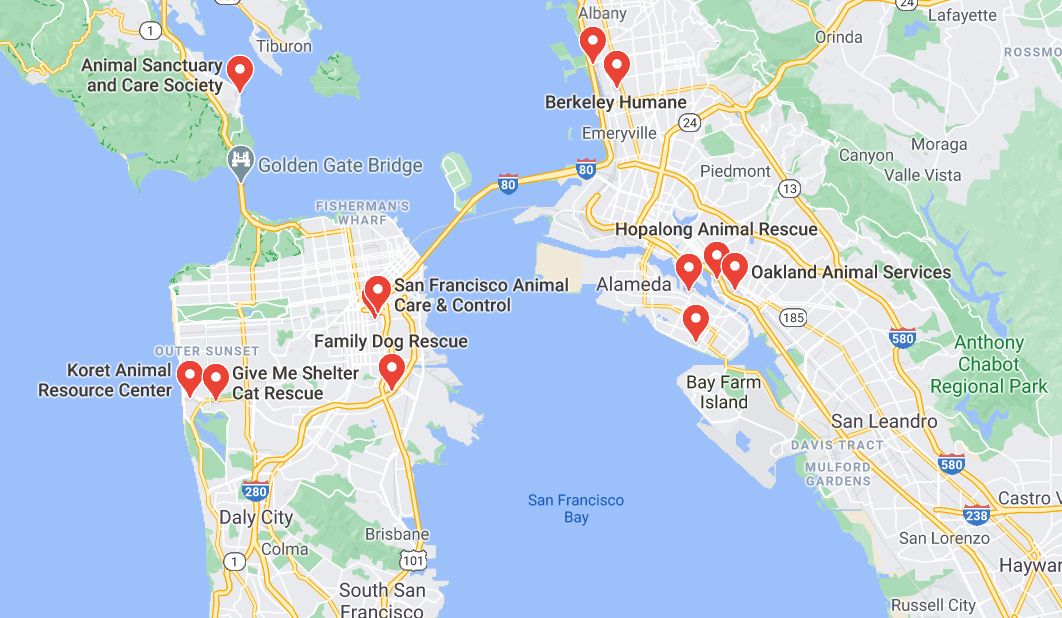 24
Albany
Lafayette
1
Orinda
Tiburon
ROSSMO
Animal Sanctuary
and Care Society
Berkeley Humane
24
Emeryville
Moraga
Canyon
Golden Gate Bridge
80
80
Piedmont
Valle Vista
13
FISHERMAN'S
WHARF
Hopalong Animal Rescue
Oakland Animal Services
San Francisco Animal
Care & Control
Alameda
185
580
Family Dog Rescue
Anthony
Chabot
Regional Park
OUTER SUNSET
Koret Animal
Resource Center
Give Me Shelter
Cat Rescue
Bay Farm
Island
San Leandro
DAVIS TRACT
MULFORD
GARDENS
580
280
San Francisco
Bay
Castro V
Daly City
238
Brisbane
San Lorenzo
Colma
1
101
Haywar
South San
Francisco
Russell City